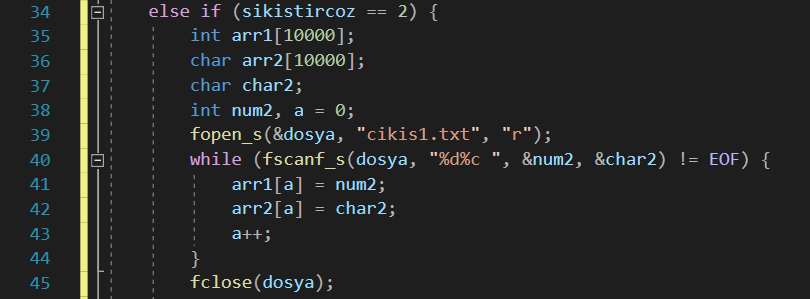 34 else if (sikistircoz == 2) {
35 int arr1[10000];
36 char arr2[10000];
37 char char2;
38 int num2, a = 0;
39 fopen_s(&dosya, "cikis1.txt", "r");
40 while (fscanf_s(dosya, "%d%c ", &num2, &char2) != EOF) {
41 arr1[a] = num2;
42 arr2[a] = char2;
43 a++;
44 }
45 fclose(dosya);